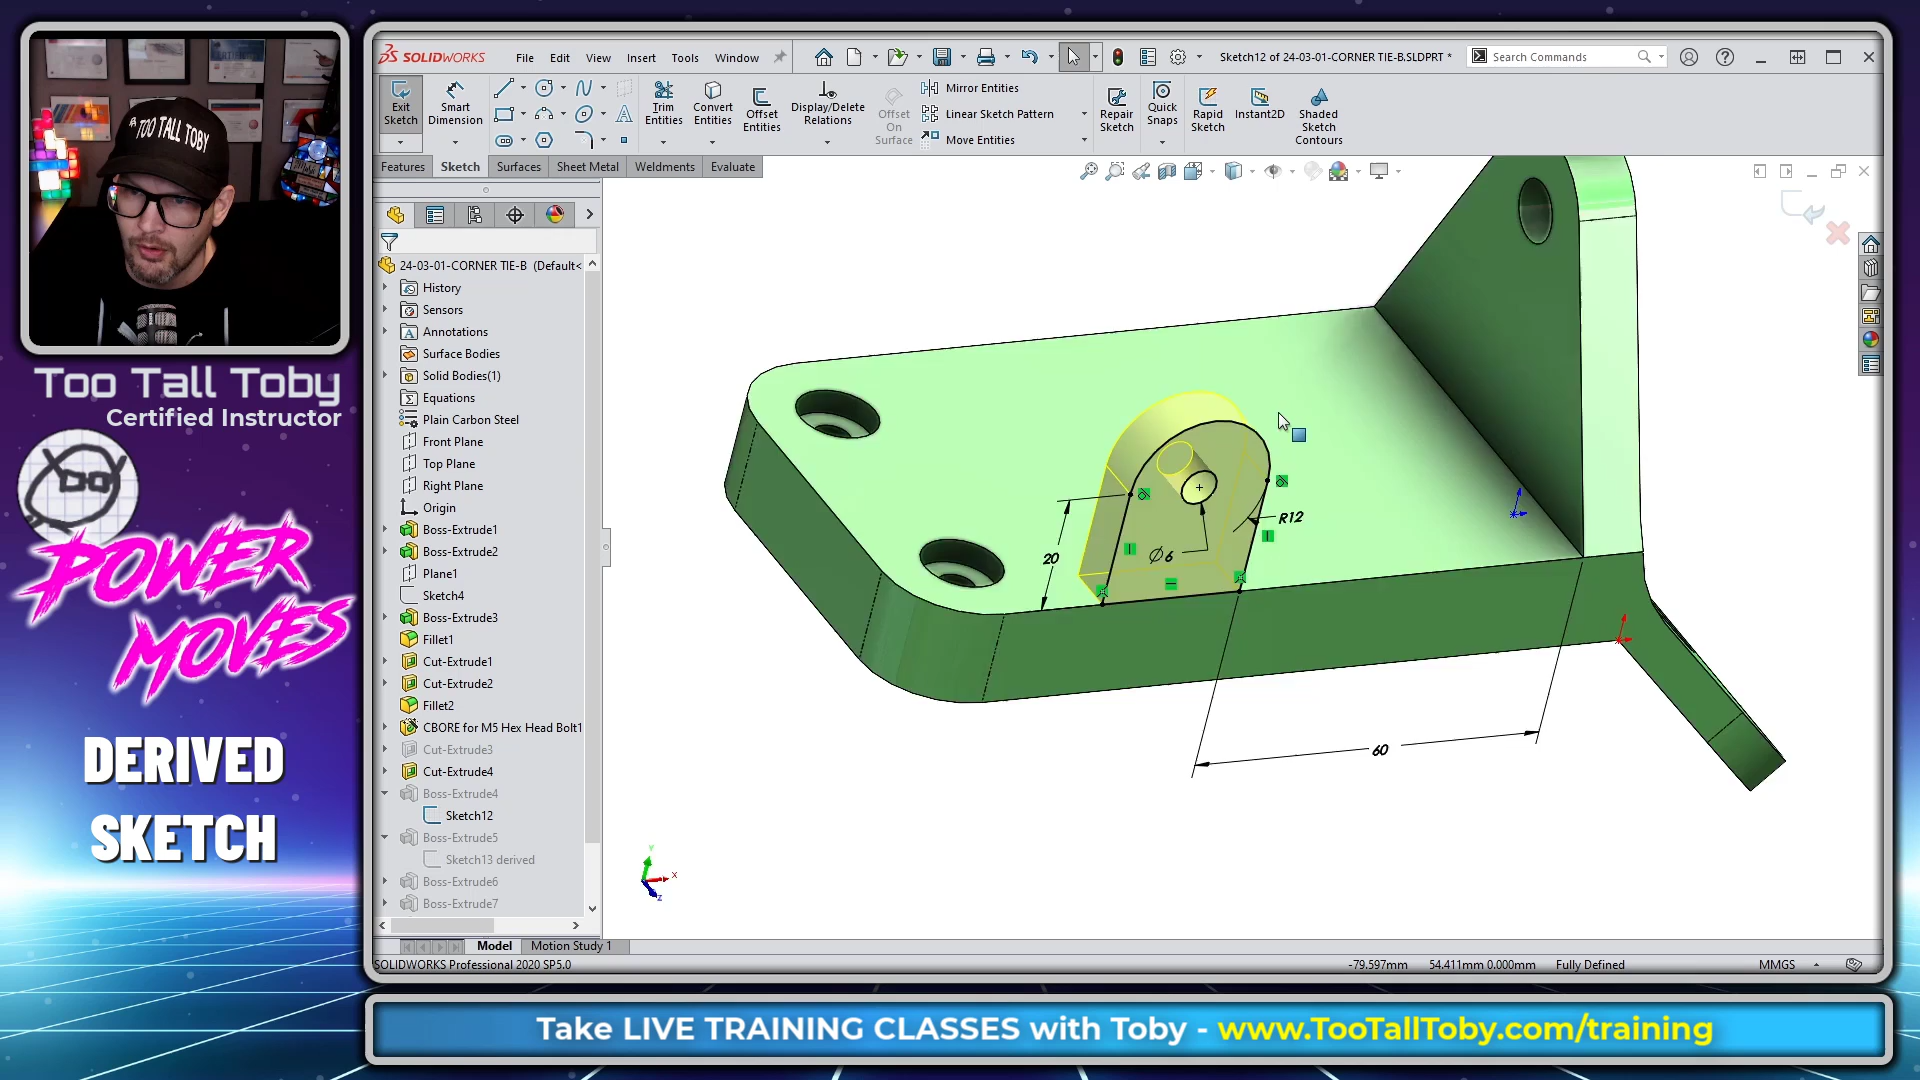 SOLIDWORKS
File
Edit
View
Insert
Tools
Window
Sketch12 of 24-03-01-CORNER TIE-B.SLDPRT *
Search Commands
Exit
Sketch
Smart
Dimension
Trim
Entities
Convert
Entities
Offset
Entities
Display/Delete
Relations
Offset
On
Surface
Mirror Entities
Linear Sketch Pattern
Move Entities
Repair
Sketch
Quick
Snaps
Rapid
Sketch
Instant2D
Shaded
Sketch
Contours
Features
Sketch
Surfaces
Sheet Metal
Weldments
Evaluate
TOO TALL TOBY
Too Tall Toby
Certified Instructor
POWER
MOVES
DERIVED
SKETCH
24-03-01-CORNER TIE-B (Default<
History
Sensors
Annotations
Surface Bodies
Solid Bodies(1)
Equations
Plain Carbon Steel
Front Plane
Top Plane
Right Plane
Origin
Boss-Extrude1
Boss-Extrude2
Plane1
Sketch4
Boss-Extrude3
Fillet1
Cut-Extrude1
Cut-Extrude2
Fillet2
CBORE for M5 Hex Head Bolt1
Cut-Extrude3
Cut-Extrude4
Boss-Extrude4
Sketch12
Boss-Extrude5
Sketch13 derived
Boss-Extrude6
Boss-Extrude7
20
∅6
R12
60
Y
X
Z
Model
Motion Study 1
SOLIDWORKS Professional 2020 SP5.0
-79.597mm
54.411mm 0.000mm
Fully Defined
MMGS
Take LIVE TRAINING CLASSES with Toby - www.TooTallToby.com/training